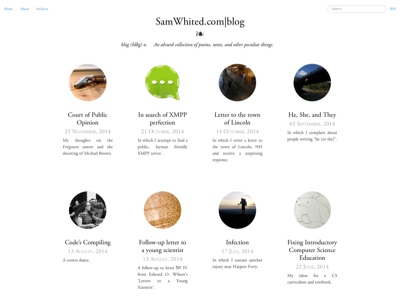 Home About Archive Search RSS
SamWhited.com|blog
❧
blog (blȯg) n. An absurd collection of poems, rants, and other peculiar things.
Court of Public
Opinion
25 November, 2014
My thoughts on the
Ferguson unrest and the
shooting of Michael Brown.
In search of XMPP
perfection
21 October, 2014
In which I attempt to find a
public, layman friendly
XMPP server.
Letter to the town
of Lincoln
14 October, 2014
In which I write a letter to
the town of Lincoln, NH
and receive a surprising
response.
He, She, and They
02 September, 2014
In which I complain about
people writing "he (or she)".
Code's Compiling
13 August, 2014
A contra dance.
Follow-up letter to
a young scientist
13 August, 2014
A follow-up to letter №
from Edward O. Wilson's
'Letters to a Young
Scientist'.
Infection
17 July, 2014
In which I sustain another
injury near Harpers Ferry.
Fixing Introductory
Computer Science
Education
22 June, 2014
My ideas for a CS
curriculum and textbook.